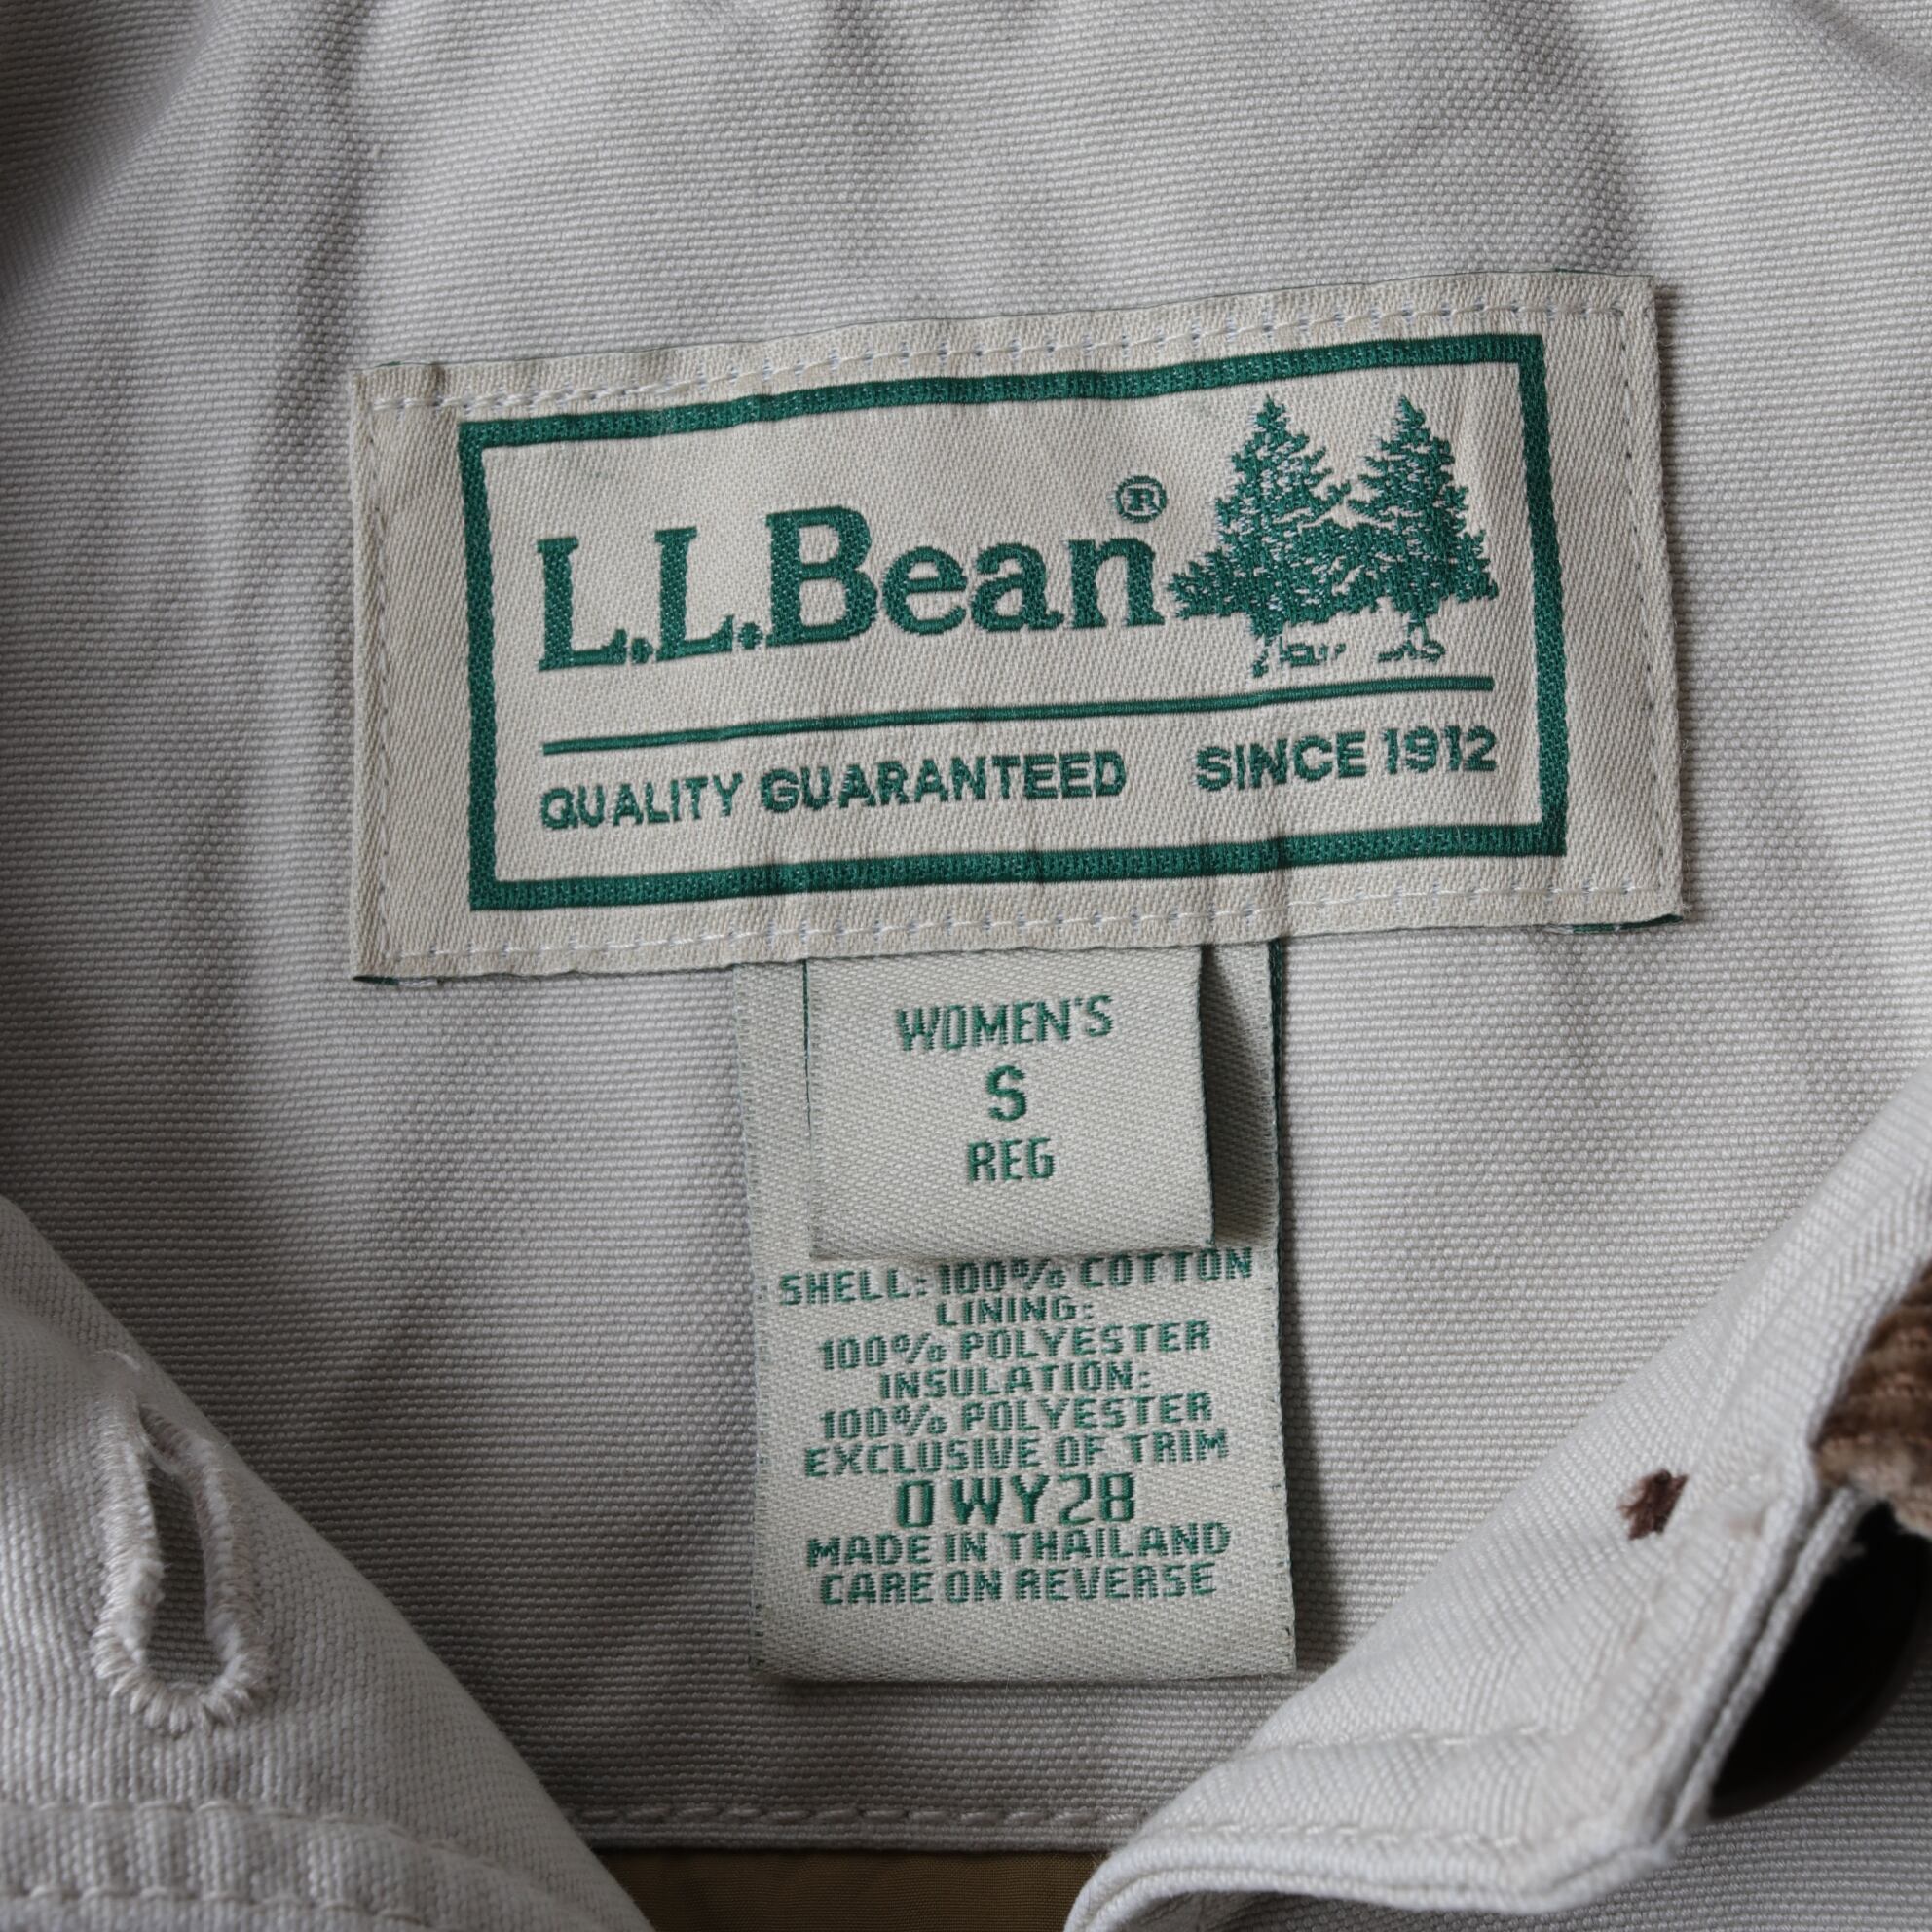 L.L.Bean®
QUALITY GUARANTEED SINCE 1912
WOMEN'S
S
REG
SHELL: 100% COTTON
LINING:
100% POLYESTER
INSULATION:
100% POLYESTER
EXCLUSIVE OF TRIM
0WY28
MADE IN THAILAND
CARE ON REVERSE